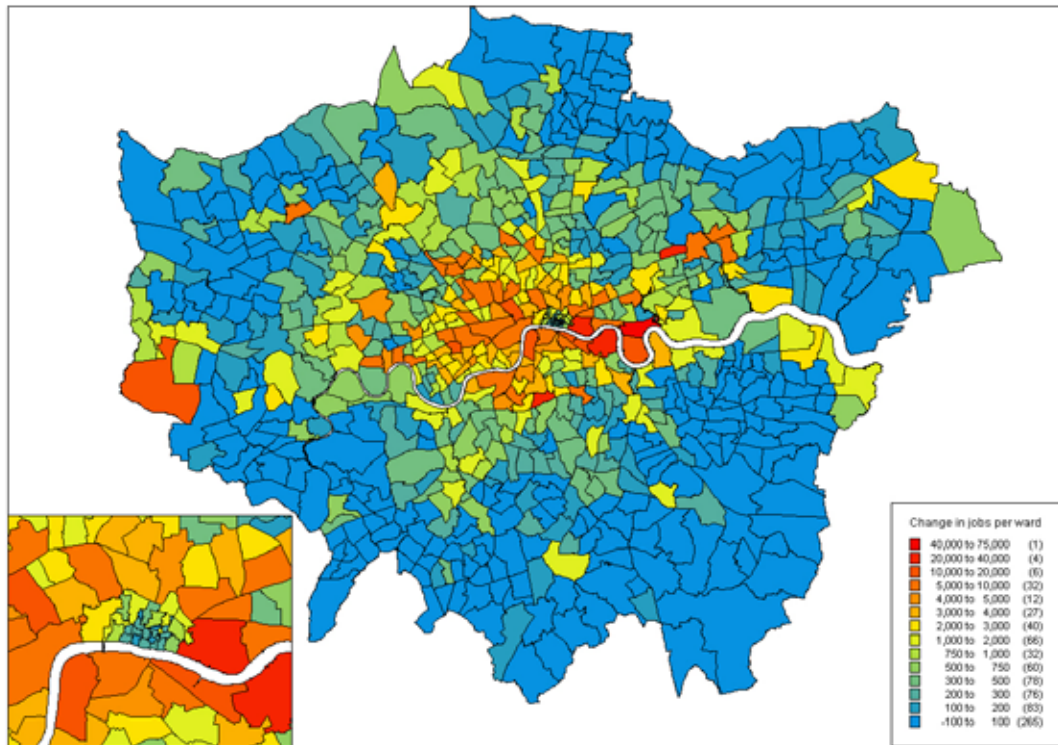 Change in jobs per ward
40,000 to 75,000 (1)
20,000 to 40,000 (4)
10,000 to 20,000 (6)
5,000 to 10,000 (32)
4,000 to 5,000 (12)
3,000 to 4,000 (27)
2,000 to 3,000 (40)
1,000 to 2,000 (66)
750 to 1,000 (32)
500 to 750 (60)
300 to 500 (78)
200 to 300 (76)
100 to 200 (83)
-100 to 100 (265)